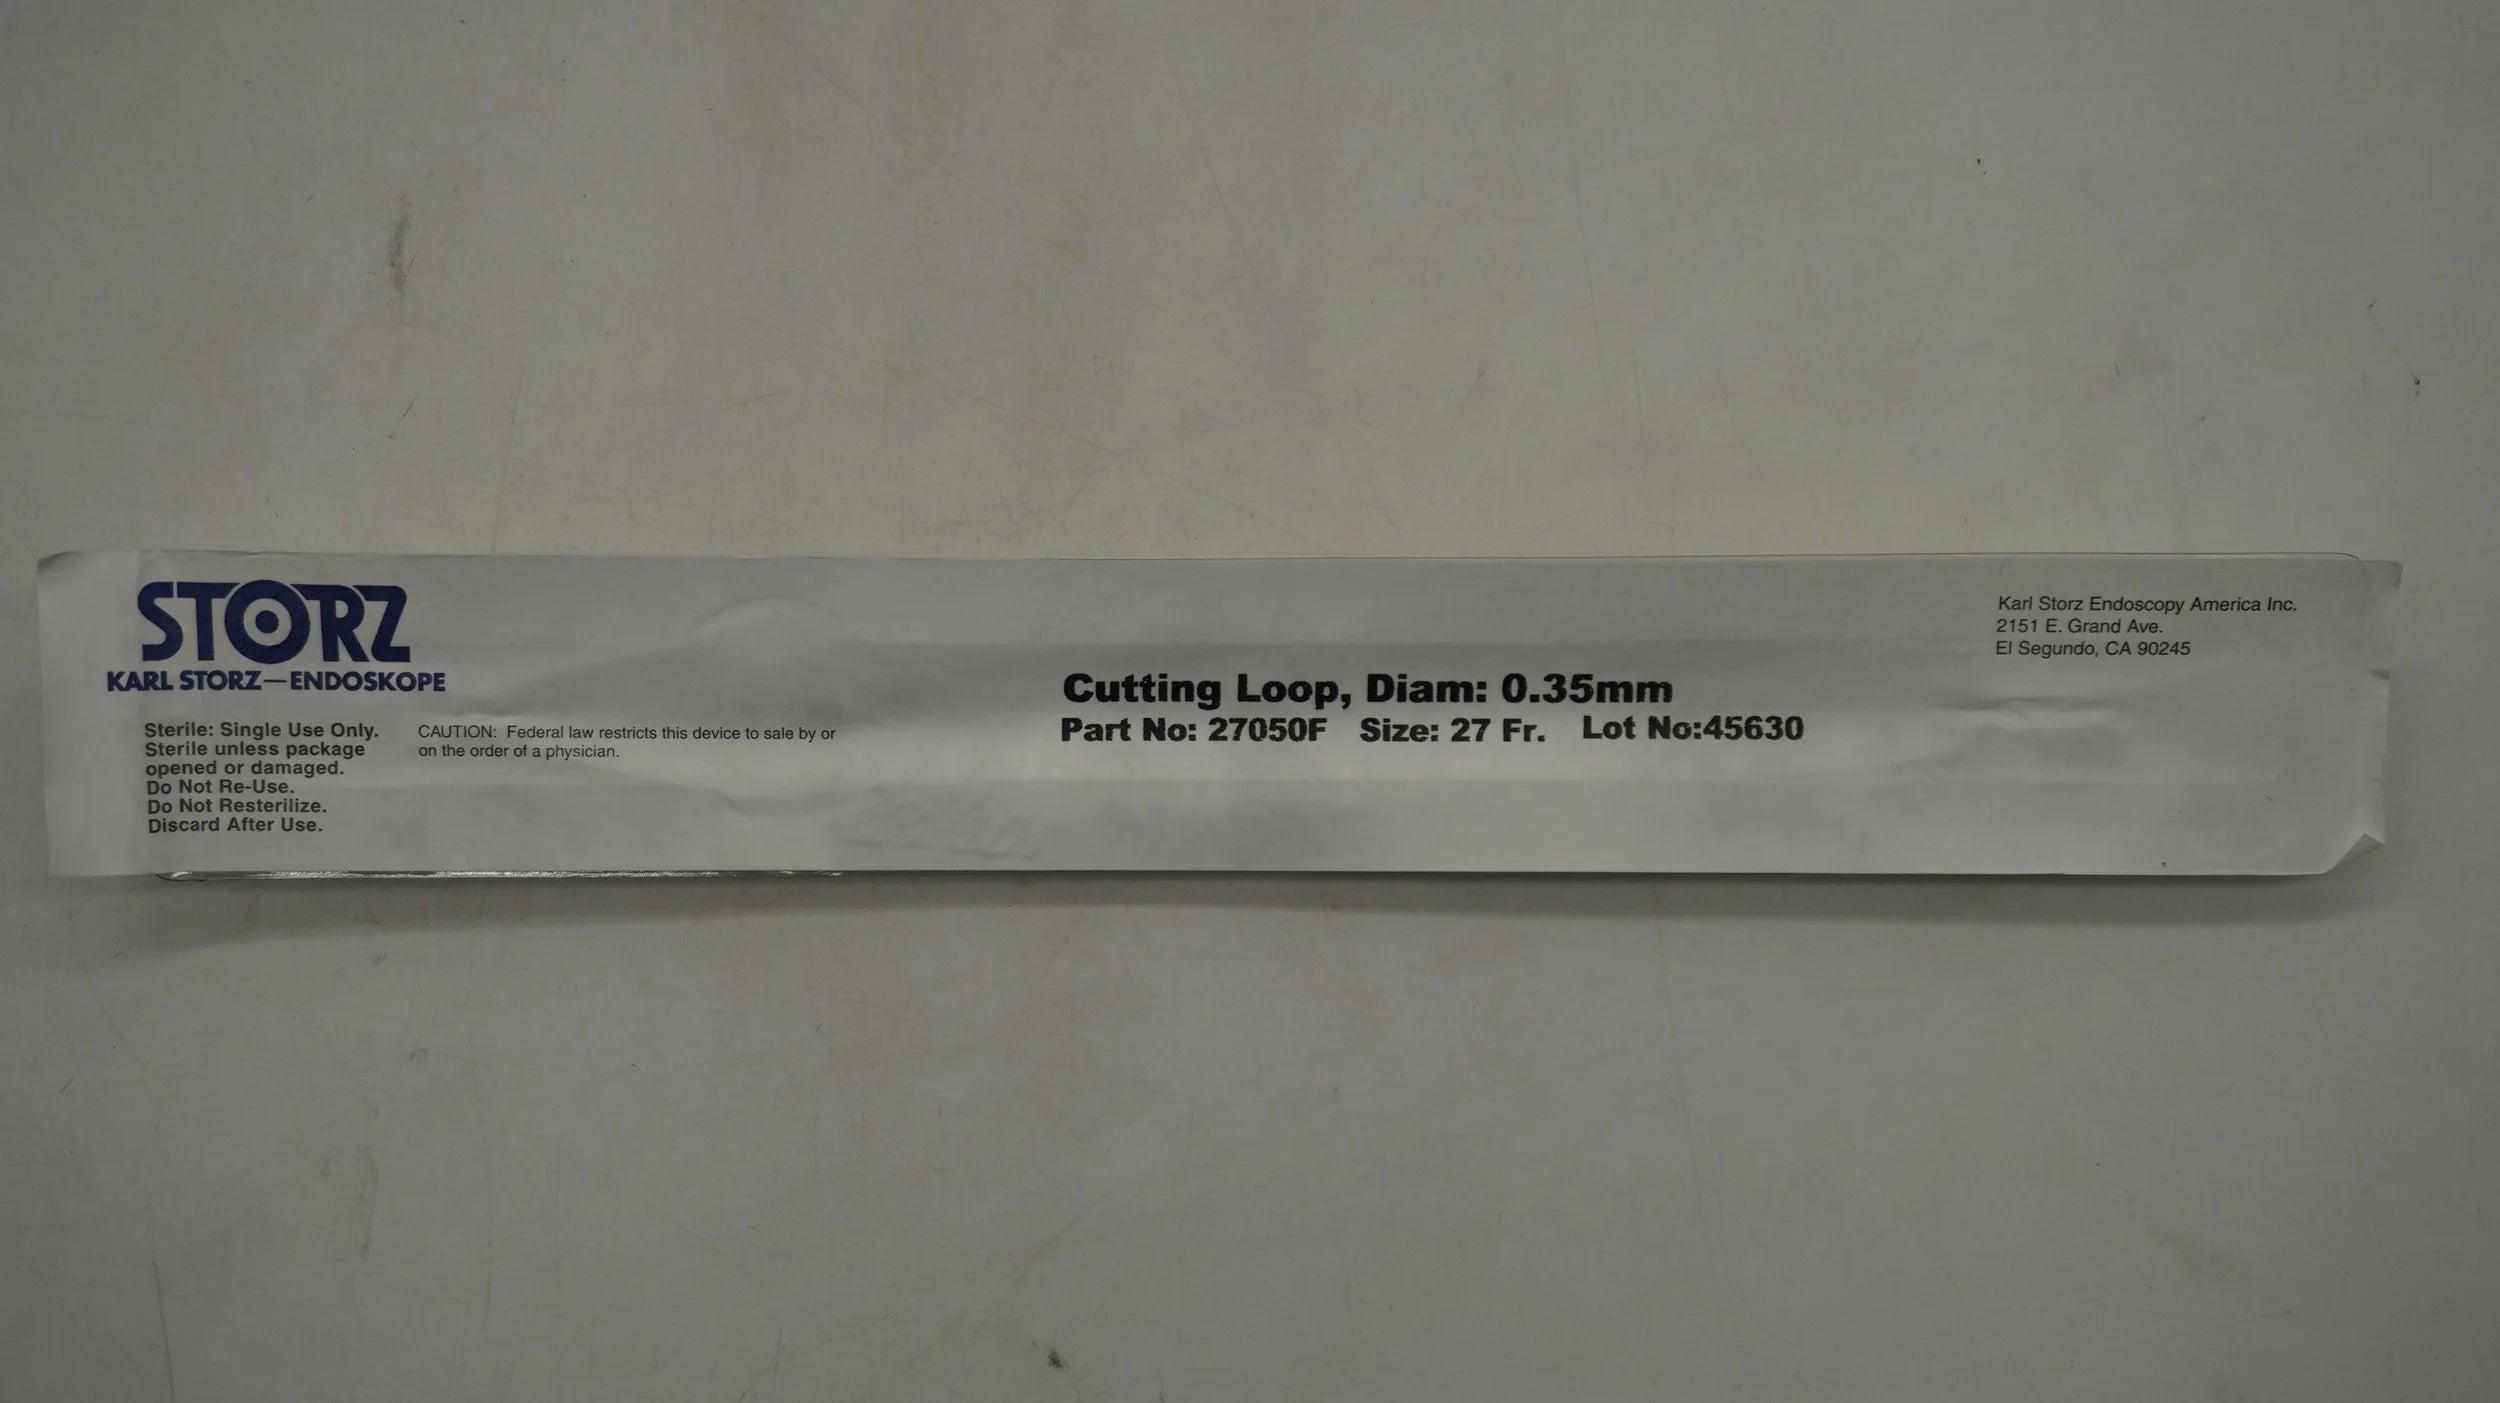 STORZ
KARL STORZ—ENDOSKOPE
Sterile: Single Use Only.
Sterile unless package
opened or damaged.
Do Not Re-Use.
Do Not Resterilize.
Discard After Use.
CAUTION: Federal law restricts this device to sale by or
on the order of a physician.
Cutting Loop, Diam: 0.35mm
Part No: 27050F Size: 27 Fr. Lot No:45630
Karl Storz Endoscopy America Inc.
2151 E. Grand Ave.
El Segundo, CA 90245